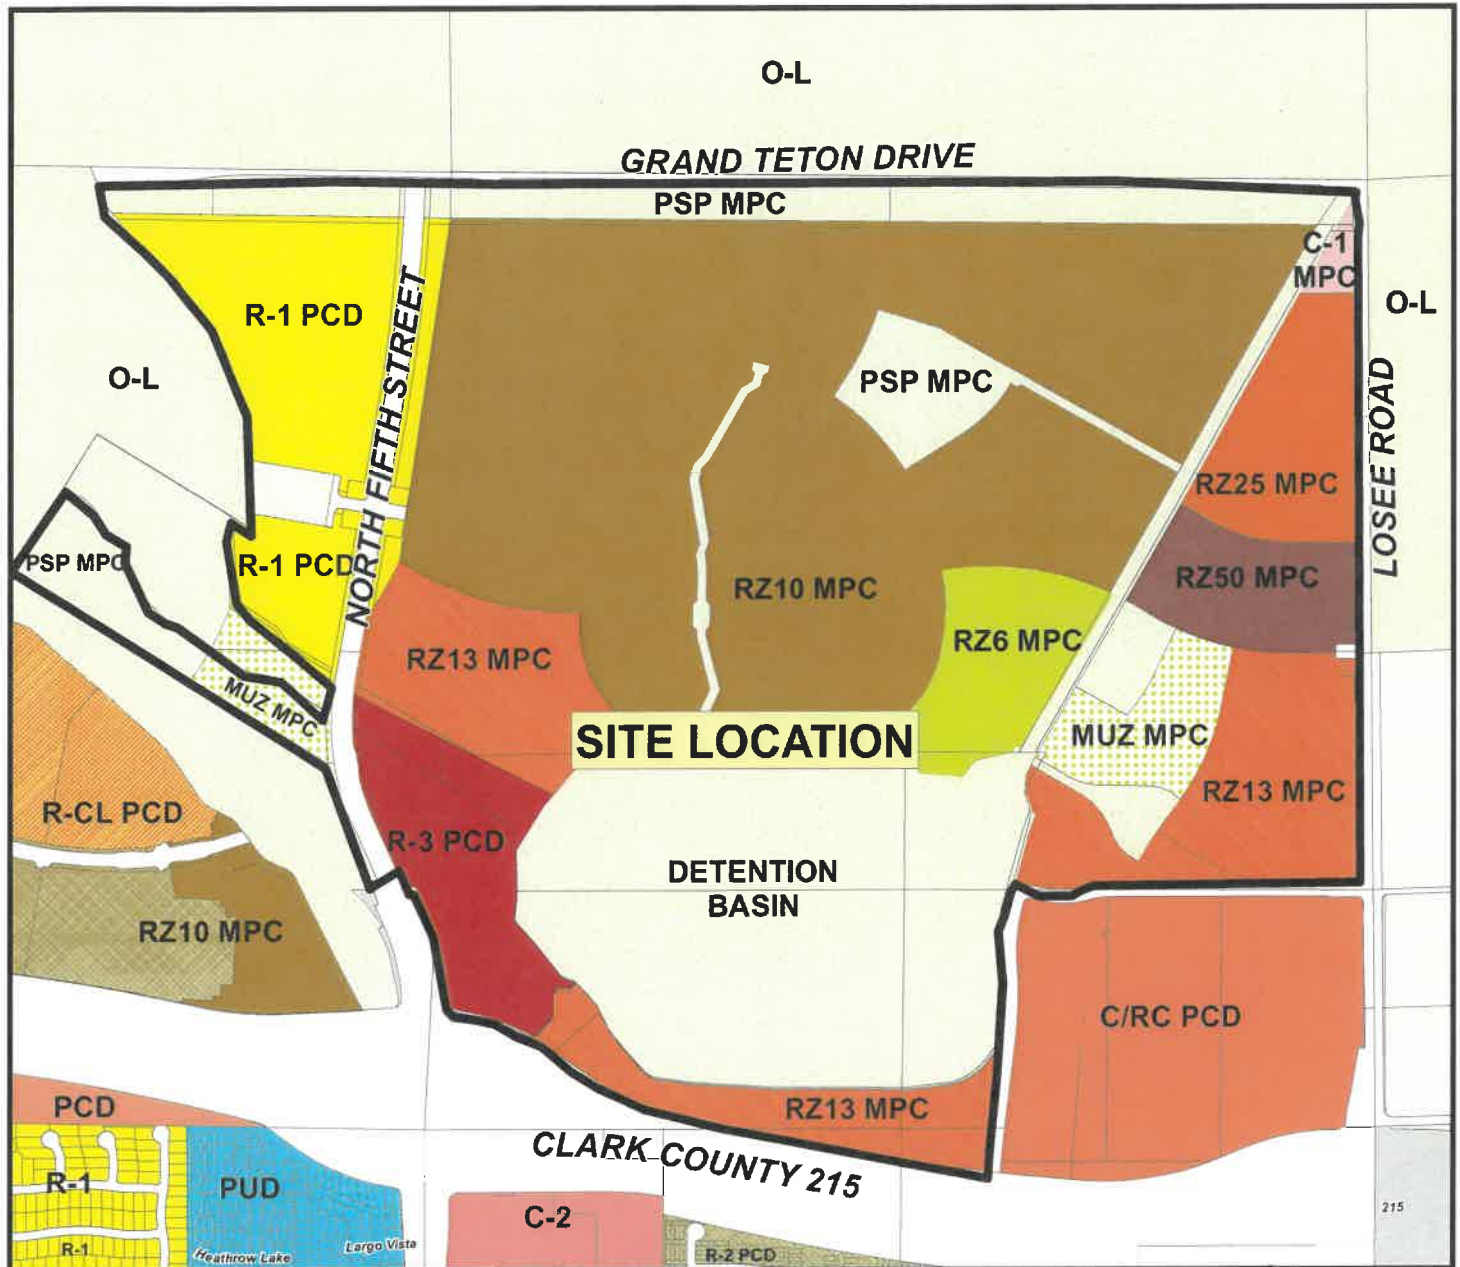 O-L
GRAND TETON DRIVE
PSP MPC
C-1
MPC
R-1 PCD
NORTH FIFTH STREET
O-L
O-L
PSP MPC
LOSEE ROAD
RZ25 MPC
PSP MPC
R-1 PCD
RZ10 MPC
RZ50 MPC
RZ13 MPC
RZ6 MPC
MUZ MPC
SITE LOCATION
MUZ MPC
RZ13 MPC
R-CL PCD
R-3 PCD
DETENTION
BASIN
RZ10 MPC
C/RC PCD
PCD
RZ13 MPC
CLARK COUNTY 215
R-1
PUD
C-2
215
R-1
Heathrow Lake
Largo Vista
R-2 PCD